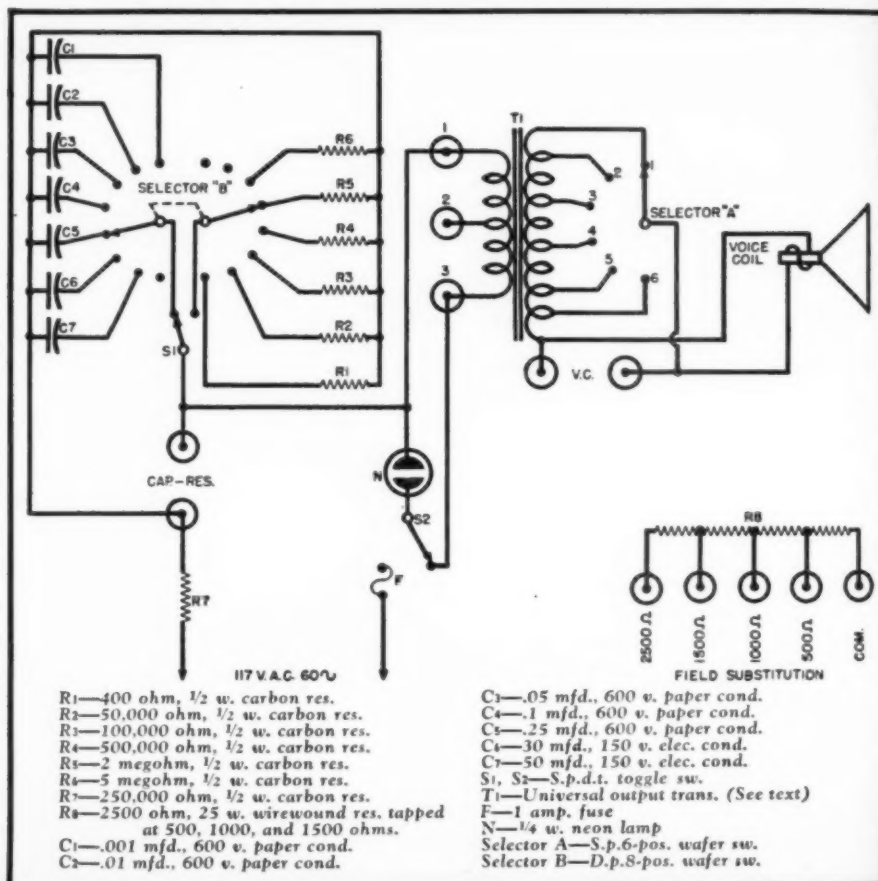 C1
C2
C3
C4
C5
C6
C7
SELECTOR "B"
S1
R6
R5
R4
R3
R2
R1
CAP.-RES.
R7
1
2
3
T1
1
2
3
4
5
6
SELECTOR "A"
VOICE
COIL
V.C.
N
S2
F
R8
2500 Ω
1500 Ω
1000 Ω
500 Ω
COM.
FIELD SUBSTITUTION
117 V. A.C. 60~
R1—400 ohm, 1/2 w. carbon res.
R2—50,000 ohm, 1/2 w. carbon res.
R3—100,000 ohm, 1/2 w. carbon res.
R4—500,000 ohm, 1/2 w. carbon res.
R5—2 megohm, 1/2 w. carbon res.
R6—5 megohm, 1/2 w. carbon res.
R7—250,000 ohm, 1/2 w. carbon res.
R8—2500 ohm, 25 w. wirewound res. tapped
at 500, 1000, and 1500 ohms.
C1—.001 mfd., 600 v. paper cond.
C2—.01 mfd., 600 v. paper cond.
C3—.05 mfd., 600 v. paper cond.
C4—.1 mfd., 600 v. paper cond.
C5—.25 mfd., 600 v. paper cond.
C6—30 mfd., 150 v. elec. cond.
C7—50 mfd., 150 v. elec. cond.
S1, S2—S.p.d.t. toggle sw.
T1—Universal output trans. (See text)
F—1 amp. fuse
N—1/4 w. neon lamp
Selector A—S.p.6-pos. wafer sw.
Selector B—D.p.8-pos. wafer sw.